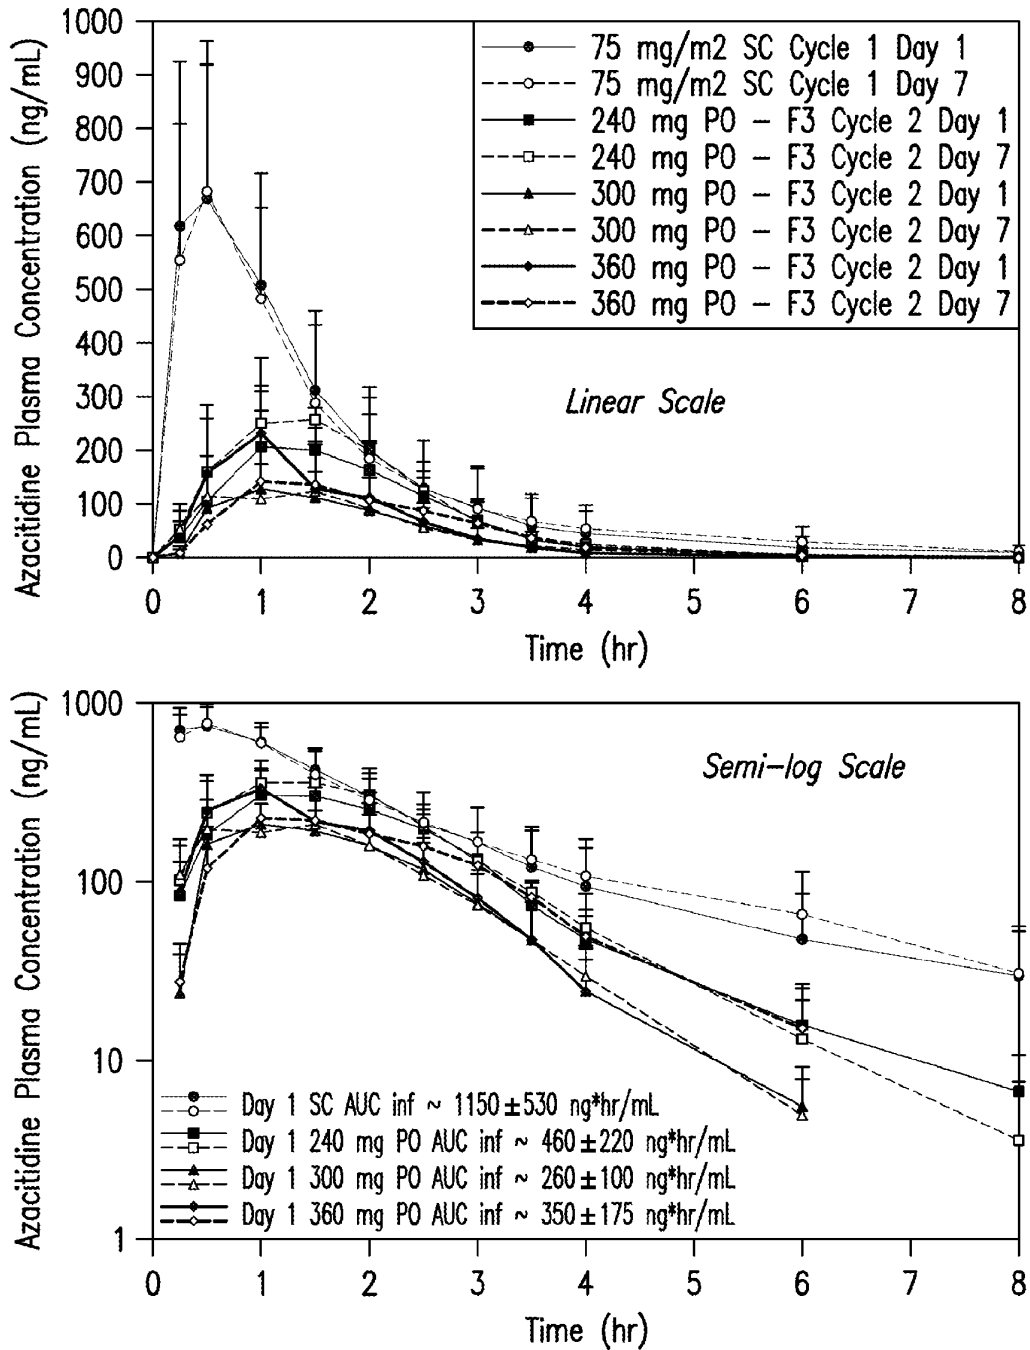 1000
900
800
700
600
500
400
300
200
100
0
Azacitidine Plasma Concentration (ng/mL)
75 mg/m2 SC Cycle 1 Day 1
75 mg/m2 SC Cycle 1 Day 7
240 mg PO – F3 Cycle 2 Day 1
240 mg PO – F3 Cycle 2 Day 7
300 mg PO – F3 Cycle 2 Day 1
300 mg PO – F3 Cycle 2 Day 7
360 mg PO – F3 Cycle 2 Day 1
360 mg PO – F3 Cycle 2 Day 7
Linear Scale
0 1 2 3 4 5 6 7 8
Time (hr)
1000
100
10
1
Azacitidine Plasma Concentration (ng/mL)
Semi-log Scale
Day 1 SC AUC inf ~ 1150±530 ng*hr/mL
Day 1 240 mg PO AUC inf ~ 460±220 ng*hr/mL
Day 1 300 mg PO AUC inf ~ 260±100 ng*hr/mL
Day 1 360 mg PO AUC inf ~ 350±175 ng*hr/mL
0 1 2 3 4 5 6 7 8
Time (hr)